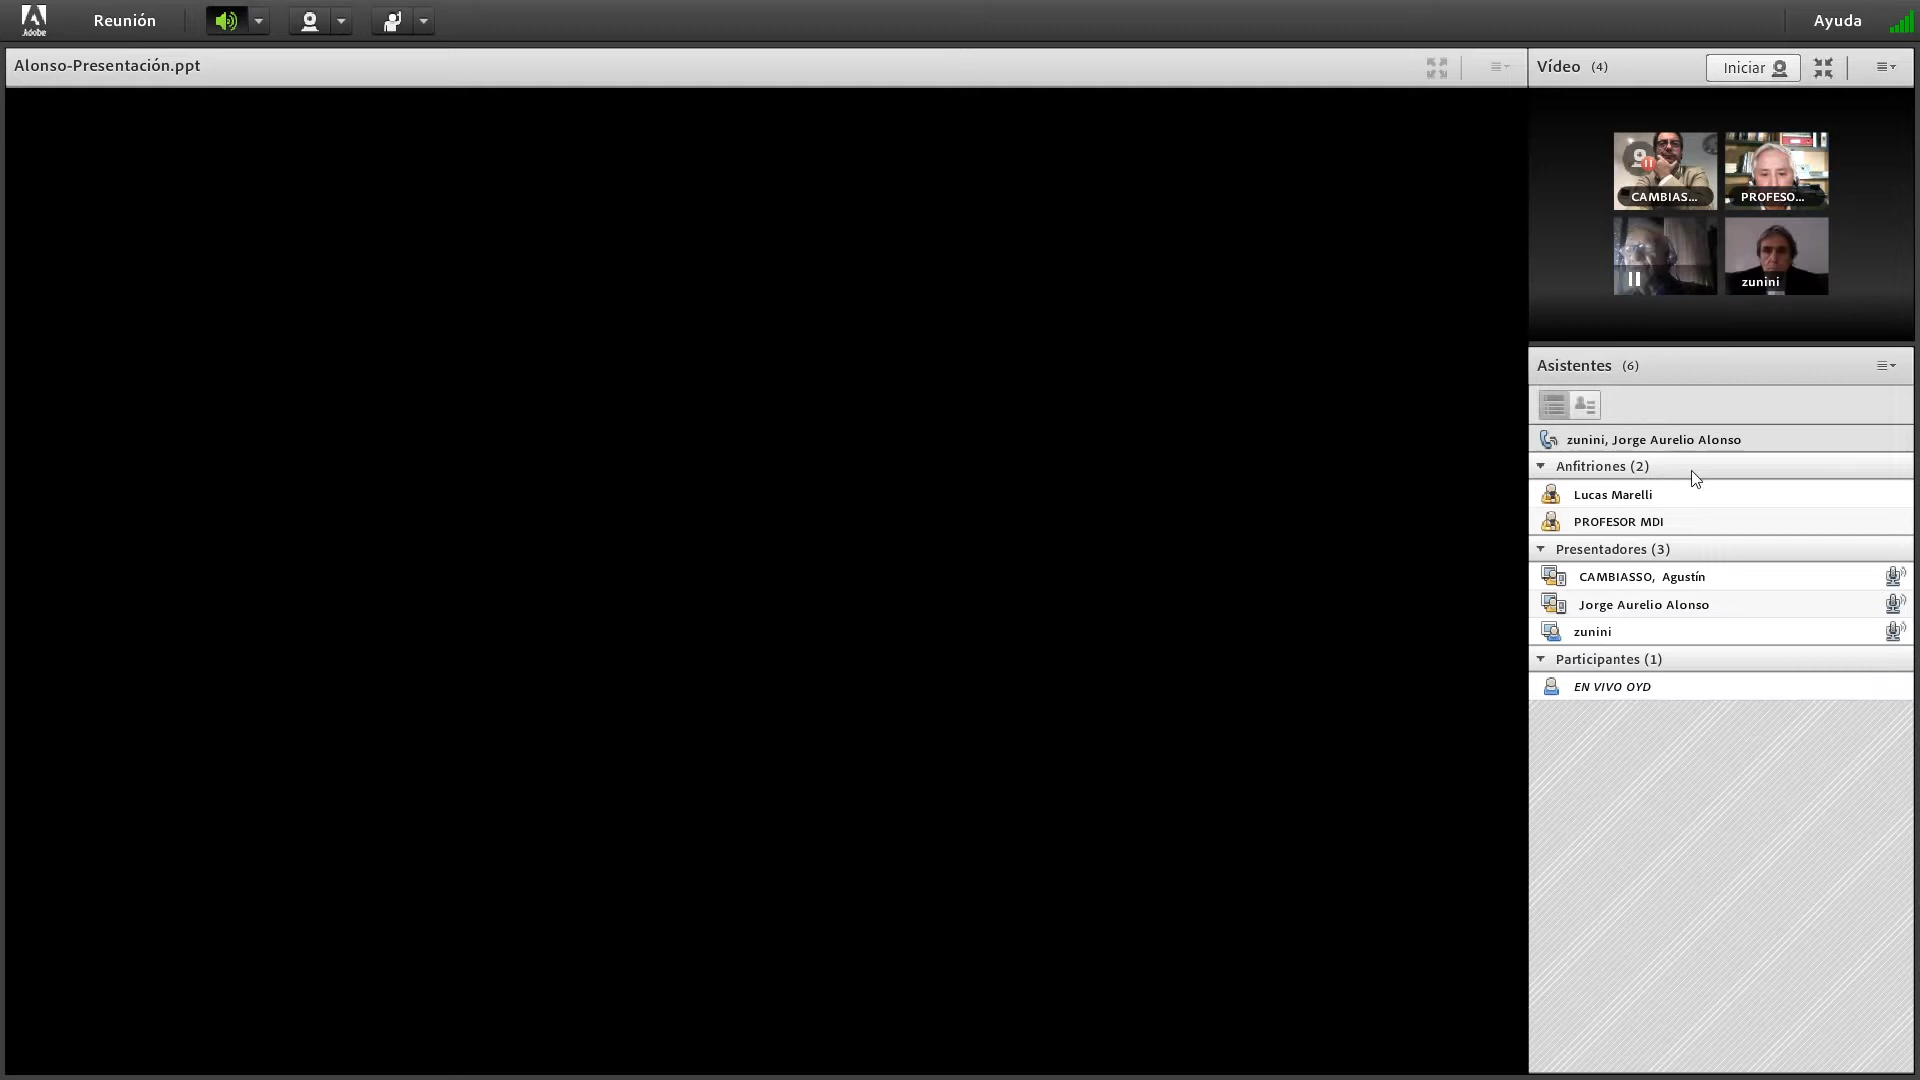 Adobe
Reunión
Ayuda
Alonso-Presentación.ppt
Vídeo (4)
Iniciar
CAMBIAS...
PROFESO...
zunini
Asistentes (6)
zunini, Jorge Aurelio Alonso
Anfitriones (2)
Lucas Marelli
PROFESOR MDI
Presentadores (3)
CAMBIASSO, Agustín
Jorge Aurelio Alonso
zunini
Participantes (1)
EN VIVO OYD